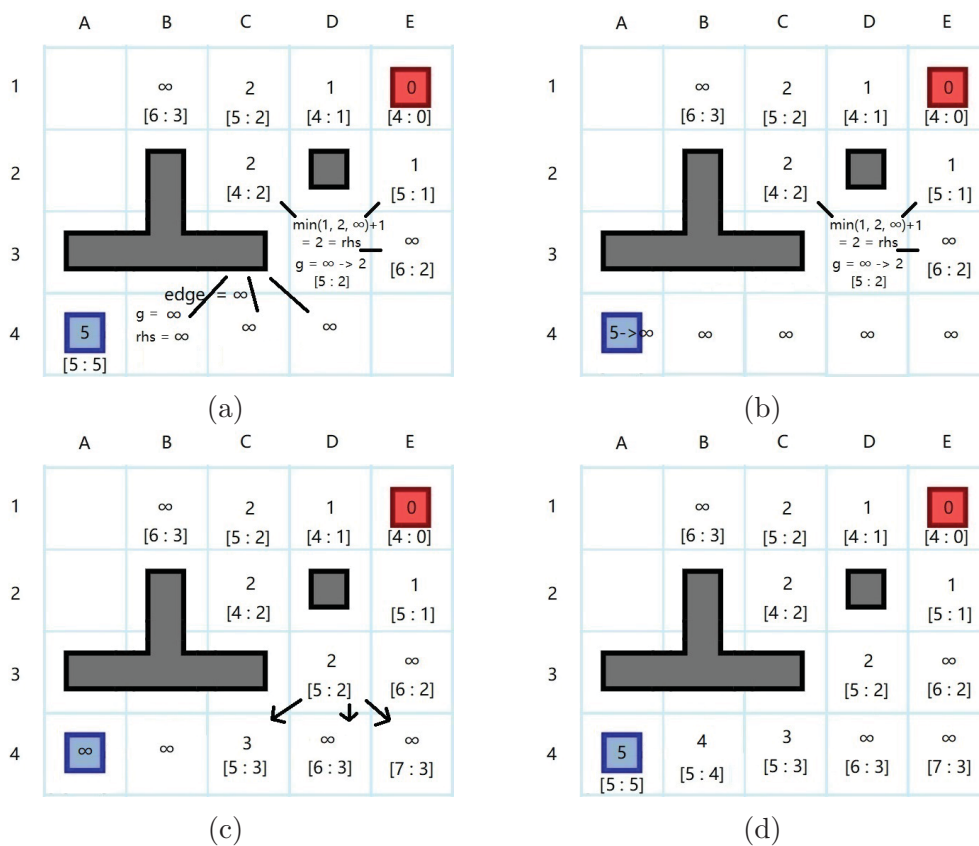 A B C D E
1 ∞ 2 1 0
[6 : 3] [5 : 2] [4 : 1] [4 : 0]
2 2 1
[4 : 2] [5 : 1]
min(1, 2, ∞)+1
= 2 = rhs
∞
3 g = ∞ -> 2
[5 : 2]
[6 : 2]
edge = ∞
g = ∞
rhs = ∞
4 5 ∞ ∞
[5 : 5]
(a)
A B C D E
1 ∞ 2 1 0
[6 : 3] [5 : 2] [4 : 1] [4 : 0]
2 2 1
[4 : 2] [5 : 1]
min(1, 2, ∞)+1
= 2 = rhs
∞
3 g = ∞ -> 2
[5 : 2]
[6 : 2]
4 5->∞ ∞ ∞ ∞ ∞
(b)
A B C D E
1 ∞ 2 1 0
[6 : 3] [5 : 2] [4 : 1] [4 : 0]
2 2 1
[4 : 2] [5 : 1]
3 2 ∞
[5 : 2] [6 : 2]
4 ∞ ∞ 3 ∞ ∞
[5 : 3] [6 : 3] [7 : 3]
(c)
A B C D E
1 ∞ 2 1 0
[6 : 3] [5 : 2] [4 : 1] [4 : 0]
2 2 1
[4 : 2] [5 : 1]
3 2 ∞
[5 : 2] [6 : 2]
4 5 4 3 ∞ ∞
[5 : 5] [5 : 4] [5 : 3] [6 : 3] [7 : 3]
(d)